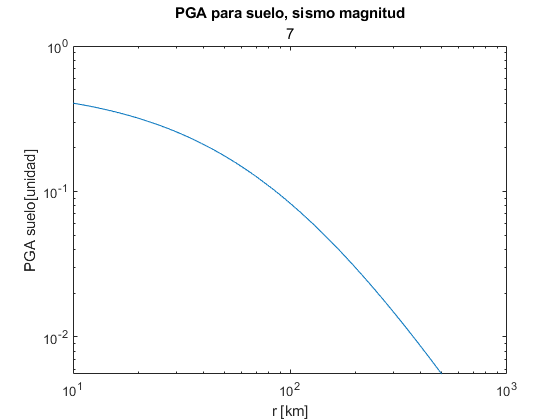 PGA para suelo, sismo magnitud
7
10^0
10^-1
10^-2
PGA suelo[unidad]
10^1 10^2 10^3
r [km]